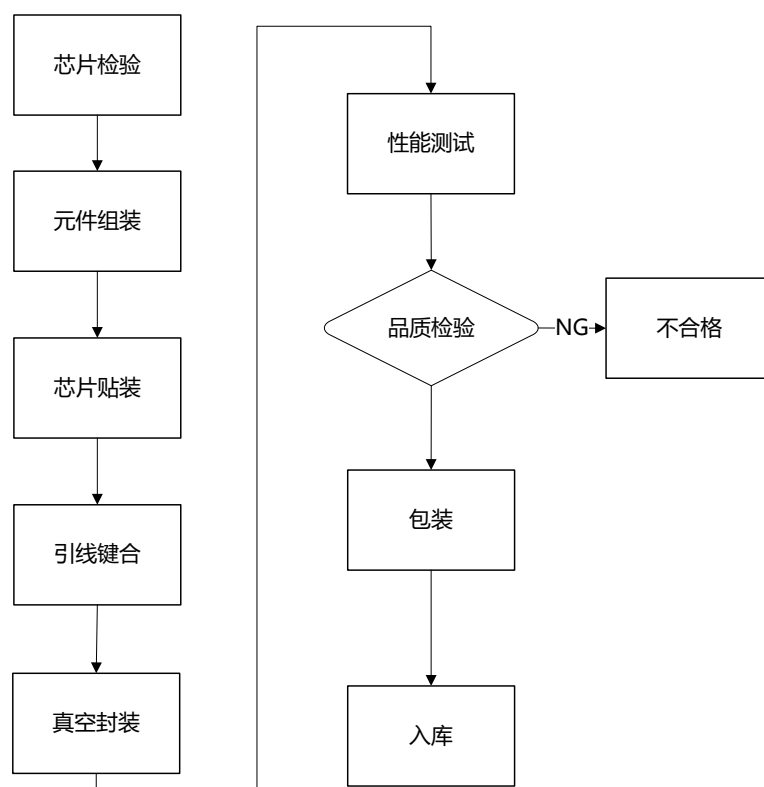 芯片检验
元件组装
芯片贴装
引线键合
真空封装
性能测试
品质检验
NG
不合格
包装
入库